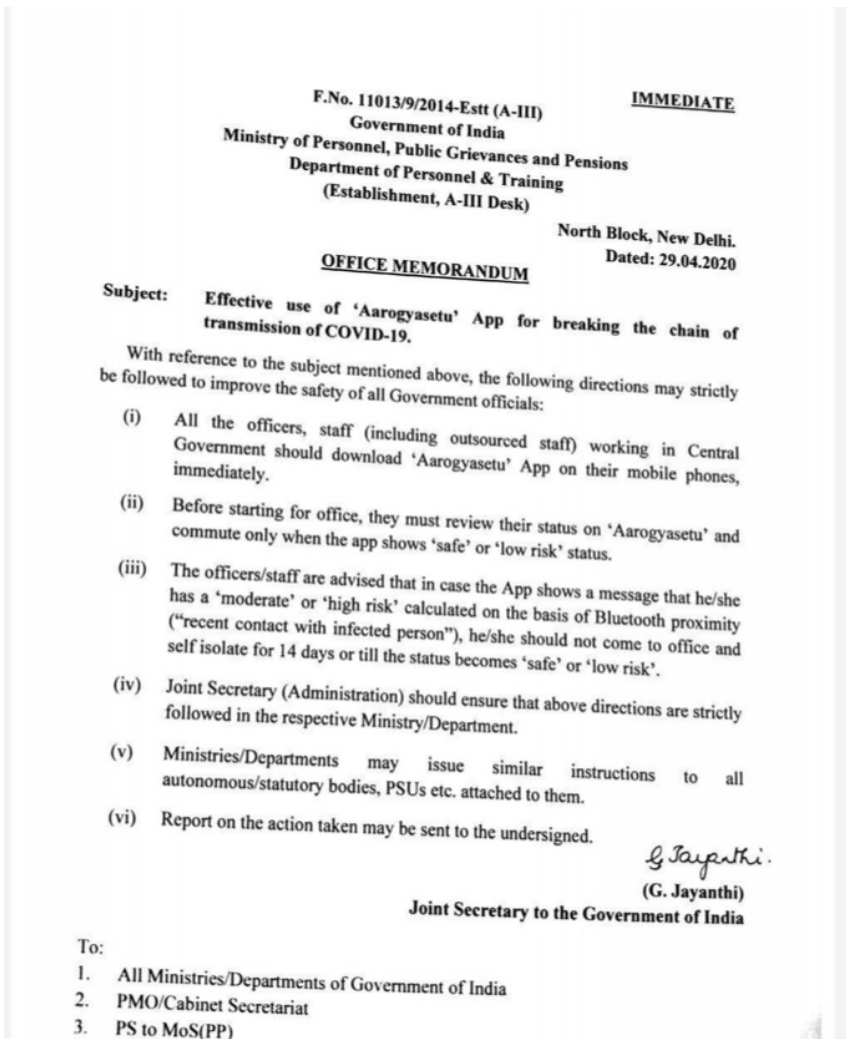 IMMEDIATE
F.No. 11013/9/2014-Estt (A-III)
Government of India
Ministry of Personnel, Public Grievances and Pensions
Department of Personnel & Training
(Establishment, A-III Desk)
North Block, New Delhi.
Dated: 29.04.2020
OFFICE MEMORANDUM
Subject: Effective use of ‘Aarogyasetu’ App for breaking the chain of
transmission of COVID-19.
With reference to the subject mentioned above, the following directions may strictly
be followed to improve the safety of all Government officials:
(i) All the officers, staff (including outsourced staff) working in Central
Government should download ‘Aarogyasetu’ App on their mobile phones,
immediately.
(ii) Before starting for office, they must review their status on ‘Aarogyasetu’ and
commute only when the app shows ‘safe’ or ‘low risk’ status.
(iii) The officers/staff are advised that in case the App shows a message that he/she
has a ‘moderate’ or ‘high risk’ calculated on the basis of Bluetooth proximity
(“recent contact with infected person”), he/she should not come to office and
self isolate for 14 days or till the status becomes ‘safe’ or ‘low risk’.
(iv) Joint Secretary (Administration) should ensure that above directions are strictly
followed in the respective Ministry/Department.
(v) Ministries/Departments may issue similar instructions to all
autonomous/statutory bodies, PSUs etc. attached to them.
(vi) Report on the action taken may be sent to the undersigned.
G Jayanthi.
(G. Jayanthi)
Joint Secretary to the Government of India
To:
1. All Ministries/Departments of Government of India
2. PMO/Cabinet Secretariat
3. PS to MoS(PP)